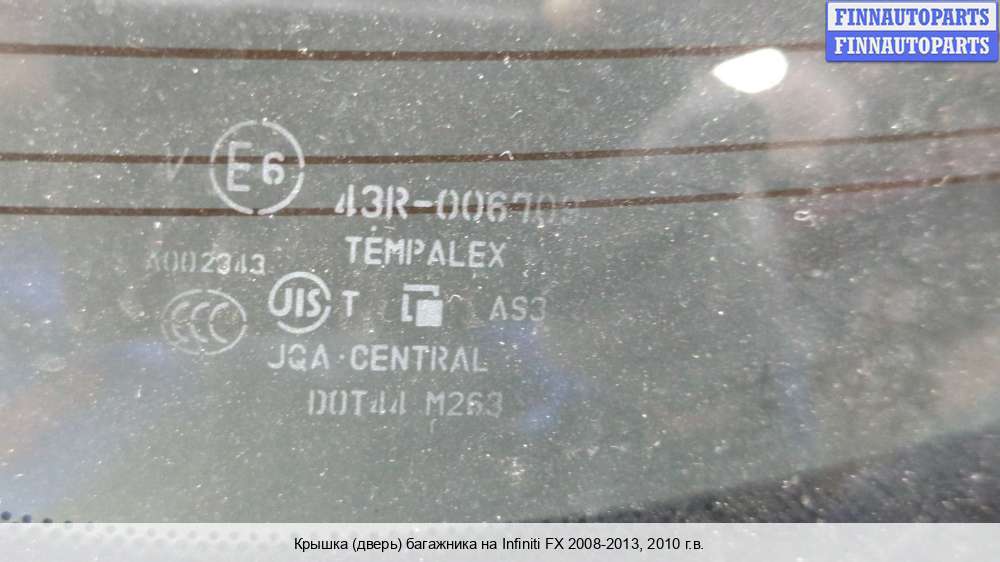 FINNAUTOPARTS
FINNAUTOPARTS
V E6
TEMPALEX
A002343
CCC JIS T AS3
JQA·CENTRAL
DOT44 M263
Крышка (дверь) багажника на Infiniti FX 2008-2013, 2010 г.в.